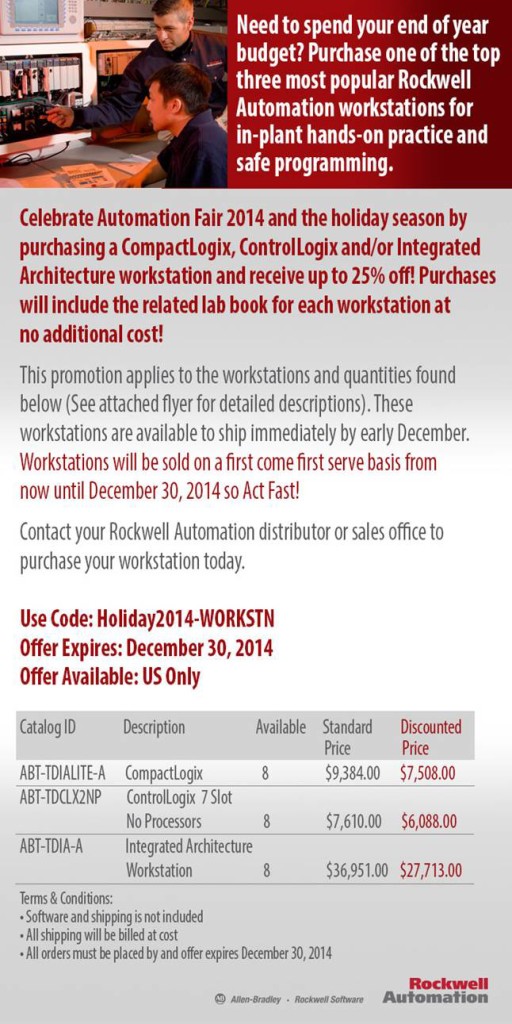 Need to spend your end of year
budget? Purchase one of the top
three most popular Rockwell
Automation workstations for
in-plant hands-on practice and
safe programming.
Celebrate Automation Fair 2014 and the holiday season by
purchasing a CompactLogix, ControlLogix and/or Integrated
Architecture workstation and receive up to 25% off! Purchases
will include the related lab book for each workstation at
no additional cost!
This promotion applies to the workstations and quantities found
below (See attached flyer for detailed descriptions). These
workstations are available to ship immediately by early December.
Workstations will be sold on a first come first serve basis from
now until December 30, 2014 so Act Fast!
Contact your Rockwell Automation distributor or sales office to
purchase your workstation today.
Use Code: Holiday2014-WORKSTN
Offer Expires: December 30, 2014
Offer Available: US Only
Catalog ID Description Available Standard Price Discounted Price
ABT-TDIALITE-A CompactLogix 8 $9,384.00 $7,508.00
ABT-TDCLX2NP ControlLogix 7 Slot
No Processors 8 $7,610.00 $6,088.00
ABT-TDIA-A Integrated Architecture
Workstation 8 $36,951.00 $27,713.00
Terms & Conditions:
• Software and shipping is not included
• All shipping will be billed at cost
• All orders must be placed by and offer expires December 30, 2014
AB Allen-Bradley • Rockwell Software
Rockwell
Automation